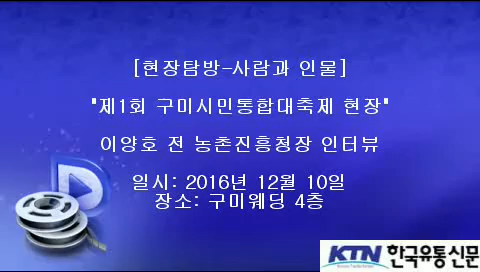 [현장탐방-사람과 인물]
"제1회 구미시민통합대축제 현장"
이양호 전 농촌진흥청장 인터뷰
일시: 2016년 12월 10일
장소: 구미웨딩 4층
KTN 한국유통신문